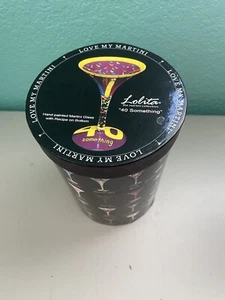 LOVE MY MARTINI
LOVE MY MARTINI
LOVE MY MARTINI
Lolita
"40 Something"
Hand painted Martini Glass
with Recipe on Bottom
40
something